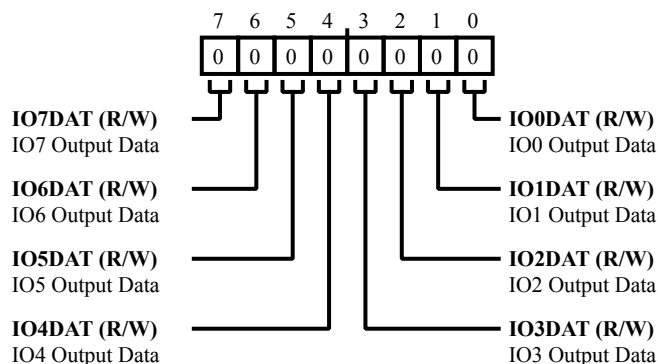 7 6 5 4 3 2 1 0
0 0 0 0 0 0 0 0
IO7DAT (R/W)
IO7 Output Data
IO6DAT (R/W)
IO6 Output Data
IO5DAT (R/W)
IO5 Output Data
IO4DAT (R/W)
IO4 Output Data
IO0DAT (R/W)
IO0 Output Data
IO1DAT (R/W)
IO1 Output Data
IO2DAT (R/W)
IO2 Output Data
IO3DAT (R/W)
IO3 Output Data